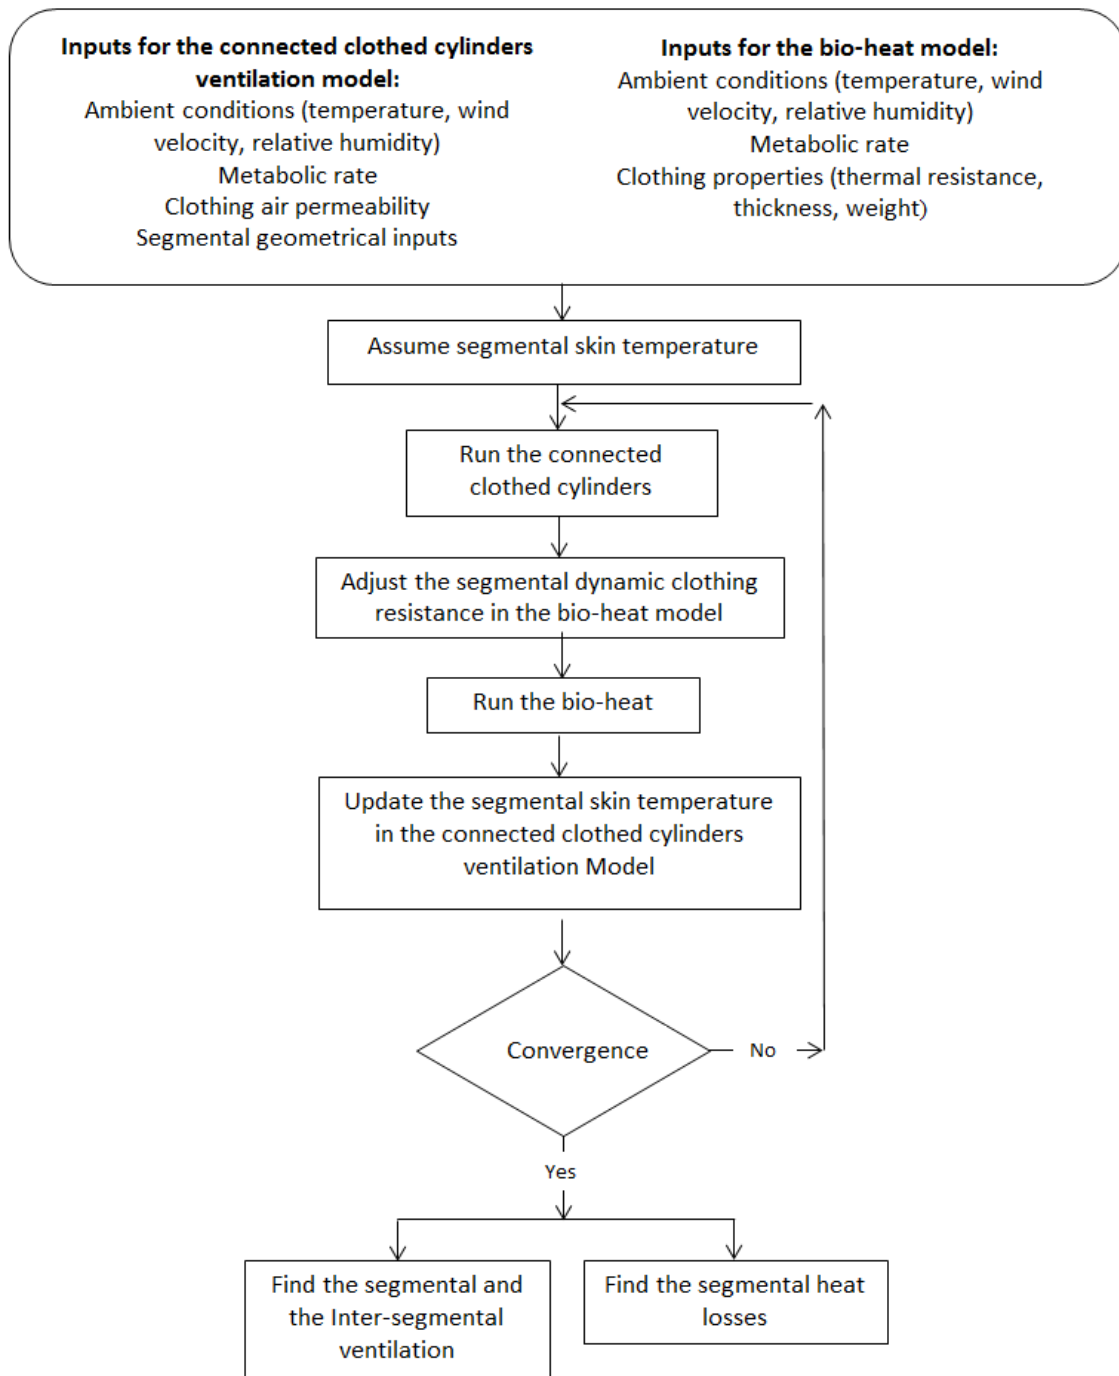 Inputs for the connected clothed cylinders
ventilation model:
Ambient conditions (temperature, wind
velocity, relative humidity)
Metabolic rate
Clothing air permeability
Segmental geometrical inputs
Inputs for the bio-heat model:
Ambient conditions (temperature, wind
velocity, relative humidity)
Metabolic rate
Clothing properties (thermal resistance,
thickness, weight)
Assume segmental skin temperature
Run the connected
clothed cylinders
Adjust the segmental dynamic clothing
resistance in the bio-heat model
Run the bio-heat
Update the segmental skin temperature
in the connected clothed cylinders
ventilation Model
Convergence
No
Yes
Find the segmental and
the Inter-segmental
ventilation
Find the segmental heat
losses